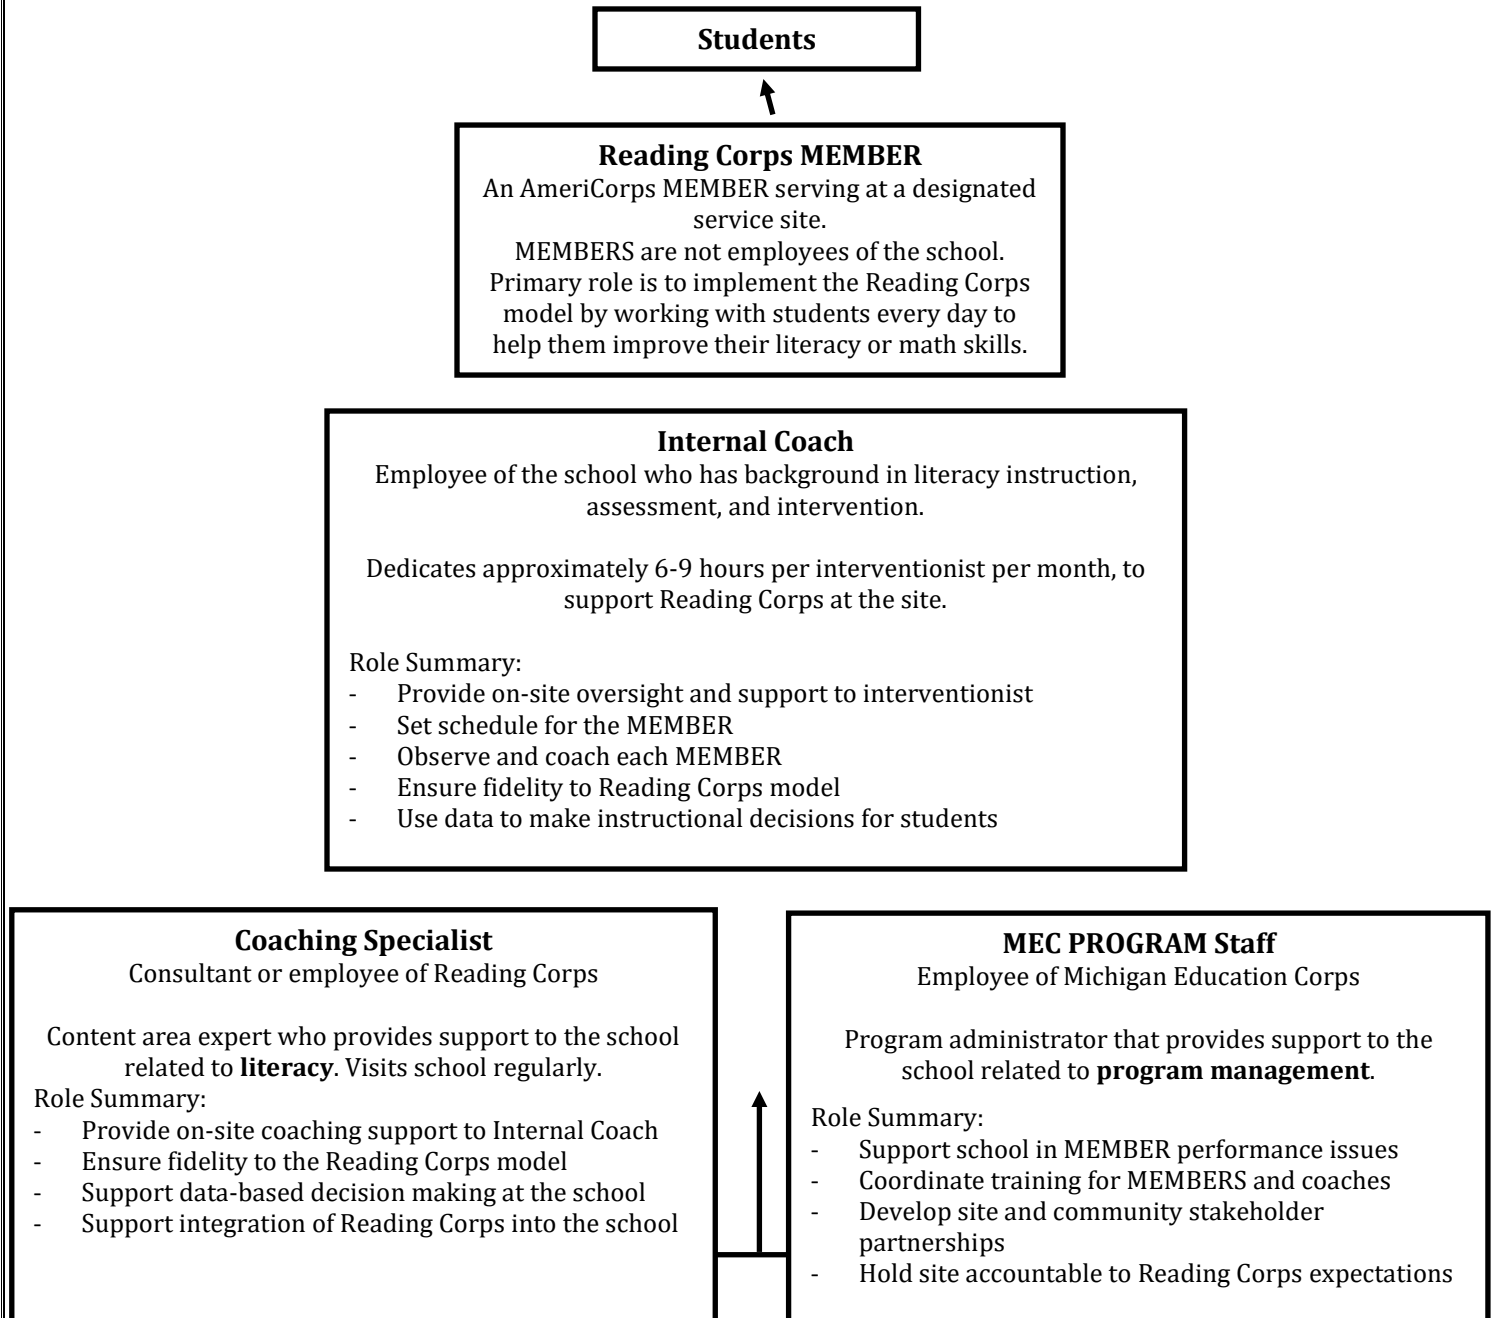 Students
Reading Corps MEMBER
An AmeriCorps MEMBER serving at a designated
service site.
MEMBERS are not employees of the school.
Primary role is to implement the Reading Corps
model by working with students every day to
help them improve their literacy or math skills.
Internal Coach
Employee of the school who has background in literacy instruction,
assessment, and intervention.
Dedicates approximately 6-9 hours per interventionist per month, to
support Reading Corps at the site.
Role Summary:
- Provide on-site oversight and support to interventionist
- Set schedule for the MEMBER
- Observe and coach each MEMBER
- Ensure fidelity to Reading Corps model
- Use data to make instructional decisions for students
Coaching Specialist
Consultant or employee of Reading Corps
Content area expert who provides support to the school
related to literacy. Visits school regularly.
Role Summary:
- Provide on-site coaching support to Internal Coach
- Ensure fidelity to the Reading Corps model
- Support data-based decision making at the school
- Support integration of Reading Corps into the school
MEC PROGRAM Staff
Employee of Michigan Education Corps
Program administrator that provides support to the
school related to program management.
Role Summary:
- Support school in MEMBER performance issues
- Coordinate training for MEMBERS and coaches
- Develop site and community stakeholder
partnerships
- Hold site accountable to Reading Corps expectations